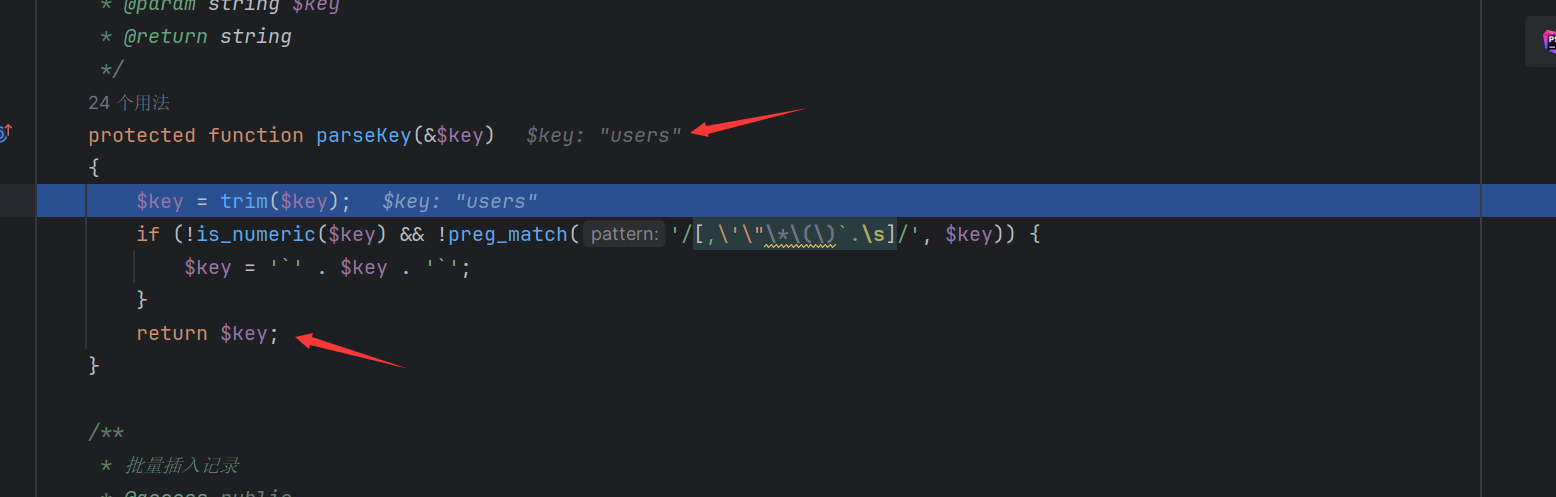 * @param string $key
* @return string
*/
24 个用法
protected function parseKey(&$key) $key: "users"
{
$key = trim($key); $key: "users"
if (!is_numeric($key) && !preg_match( pattern: '/[,\'\"\*\(\)`.\s]/', $key)) {
$key = '`' . $key . '`';
}
return $key;
}
/**
* 批量插入记录
* @access public